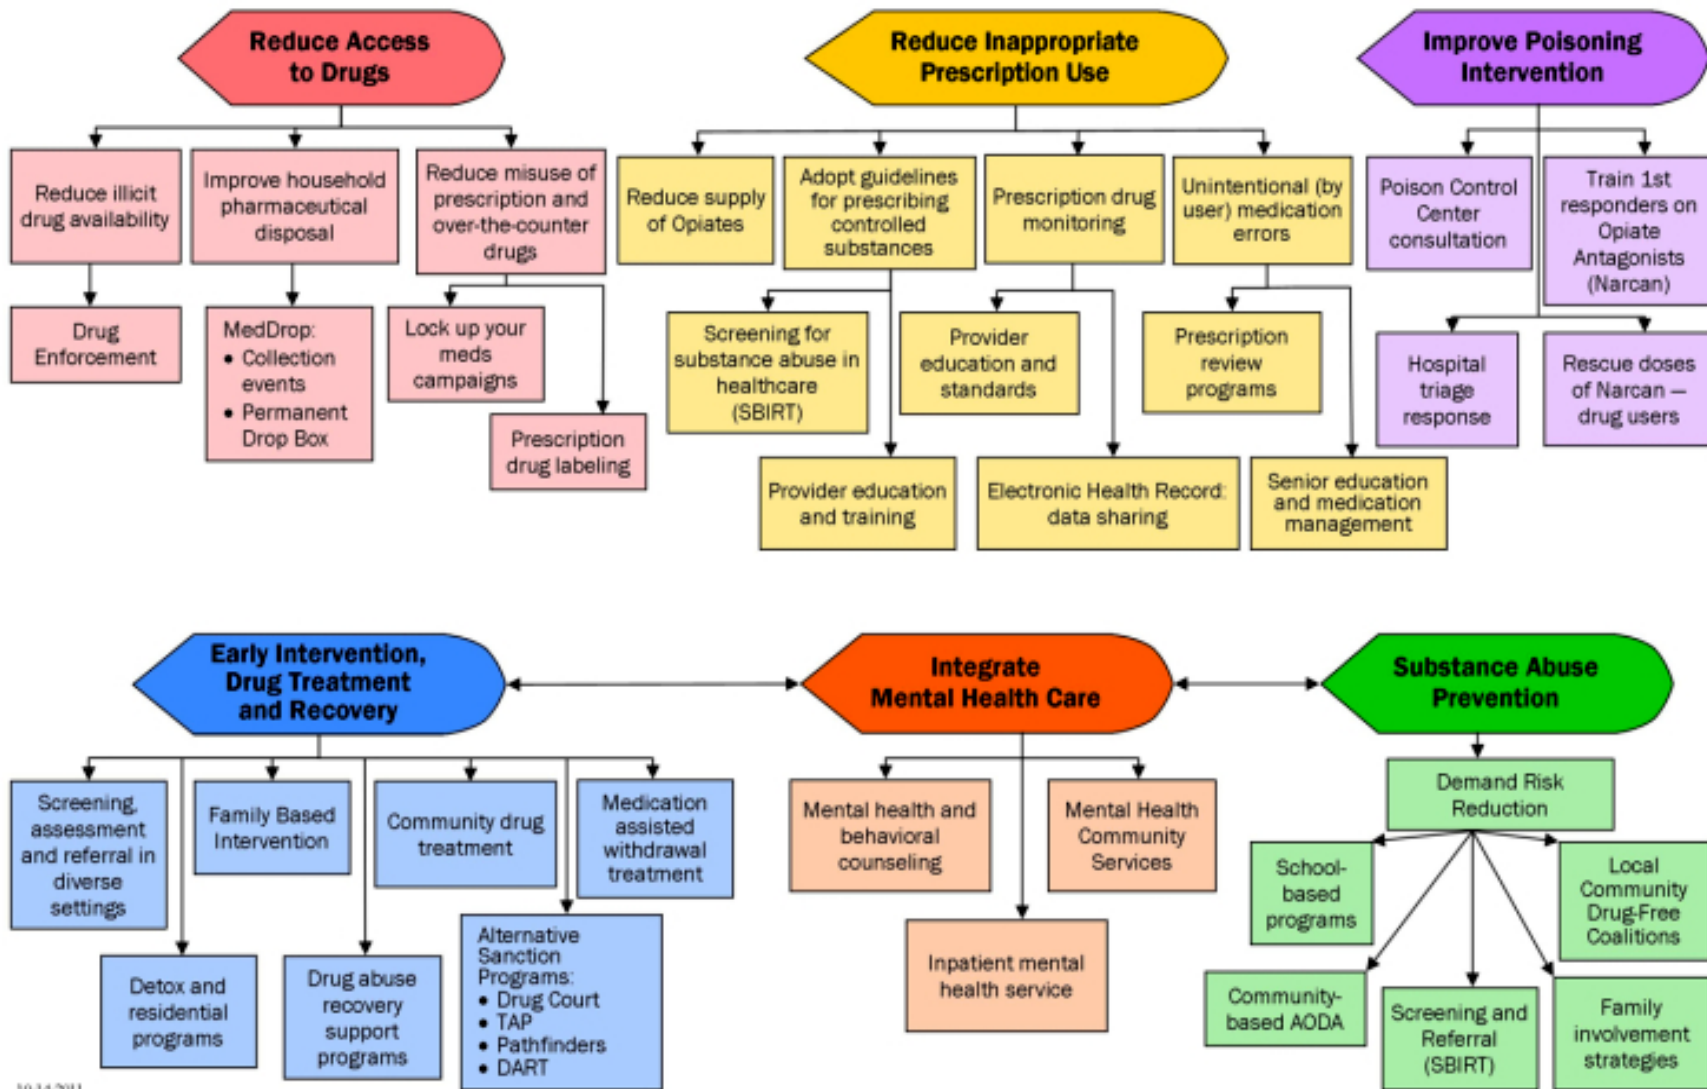 Reduce Access
to Drugs
Reduce Inappropriate
Prescription Use
Improve Poisoning
Intervention
Reduce illicit
drug availability
Improve household
pharmaceutical
disposal
Reduce misuse of
prescription and
over-the-counter
drugs
Reduce supply
of Opiates
Adopt guidelines
for prescribing
controlled
substances
Prescription drug
monitoring
Unintentional (by
user) medication
errors
Poison Control
Center
consultation
Train 1st
responders on
Opiate
Antagonists
(Narcan)
Drug
Enforcement
MedDrop:
• Collection
events
• Permanent
Drop Box
Lock up your
meds
campaigns
Prescription
drug labeling
Screening for
substance abuse in
healthcare
(SBIRT)
Provider
education and
standards
Prescription
review
programs
Hospital
triage
response
Rescue doses
of Narcan —
drug users
Provider education
and training
Electronic Health Record:
data sharing
Senior education
and medication
management
Early Intervention,
Drug Treatment
and Recovery
Integrate
Mental Health Care
Substance Abuse
Prevention
Screening,
assessment
and referral in
diverse
settings
Family Based
Intervention
Community drug
treatment
Medication
assisted
withdrawal
treatment
Detox and
residential
programs
Drug abuse
recovery
support
programs
Alternative
Sanction
Programs:
• Drug Court
• TAP
• Pathfinders
• DART
Mental health and
behavioral
counseling
Mental Health
Community
Services
Inpatient mental
health service
Demand Risk
Reduction
School-
based
programs
Local
Community
Drug-Free
Coalitions
Community-
based AODA
Screening and
Referral
(SBIRT)
Family
involvement
strategies